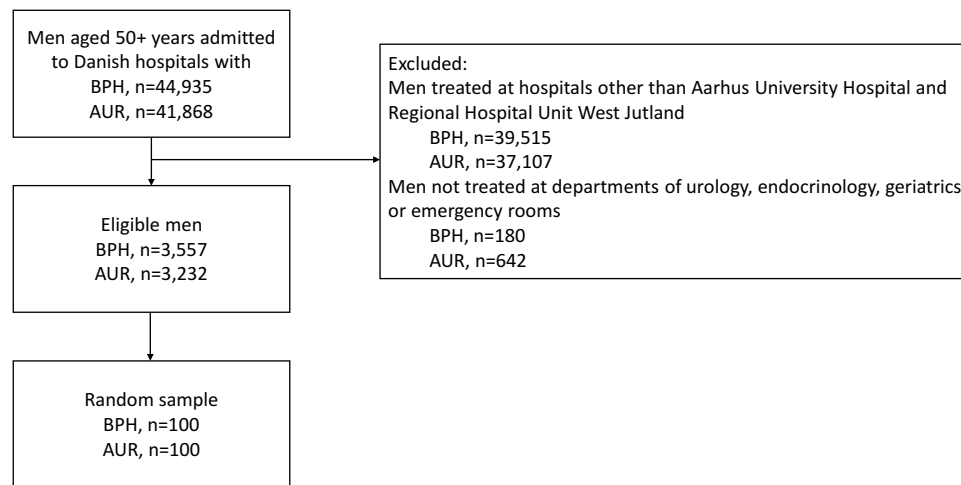 Men aged 50+ years admitted
to Danish hospitals with
BPH, n=44,935
AUR, n=41,868
Excluded:
Men treated at hospitals other than Aarhus University Hospital and
Regional Hospital Unit West Jutland
BPH, n=39,515
AUR, n=37,107
Men not treated at departments of urology, endocrinology, geriatrics
or emergency rooms
BPH, n=180
AUR, n=642
Eligible men
BPH, n=3,557
AUR, n=3,232
Random sample
BPH, n=100
AUR, n=100